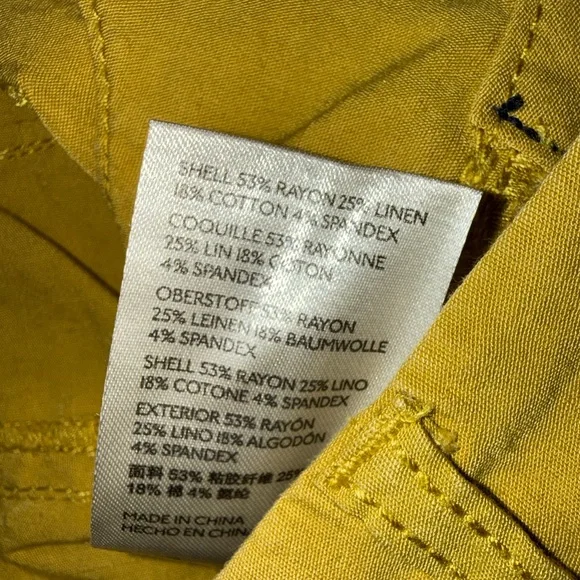 SHELL 53% RAYON 25% LINEN
18% COTTON 4% SPANDEX
COQUILLE 53% RAYONNE
25% LIN 18% COTON
4% SPANDEX
OBERSTOFF 53% RAYON
25% LEINEN 18% BAUMWOLLE
4% SPANDEX
SHELL 53% RAYON 25% LINO
18% COTONE 4% SPANDEX
EXTERIOR 53% RAYÓN
25% LINO 18% ALGODÓN
4% SPANDEX
面料 53% 粘胶纤维 25%
18% 棉 4% 氨纶
MADE IN CHINA
HECHO EN CHINA